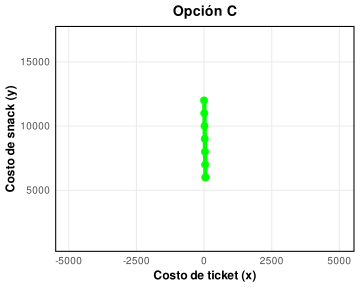 Opción C
Costo de snack (y)
15000
10000
5000
-5000 -2500 0 2500 5000
Costo de ticket (x)